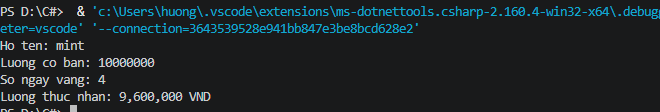 PS D:\C#>  & 'c:\Users\huong\.vscode\extensions\ms-dotnettools.csharp-2.160.4-win32-x64\.debugg
eter=vscode' '--connection=3643539528e941bb847e3be8bcd628e2'
Ho ten: mint
Luong co ban: 10000000
So ngay vang: 4
Luong thuc nhan: 9,600,000 VND
PS D:\C#>